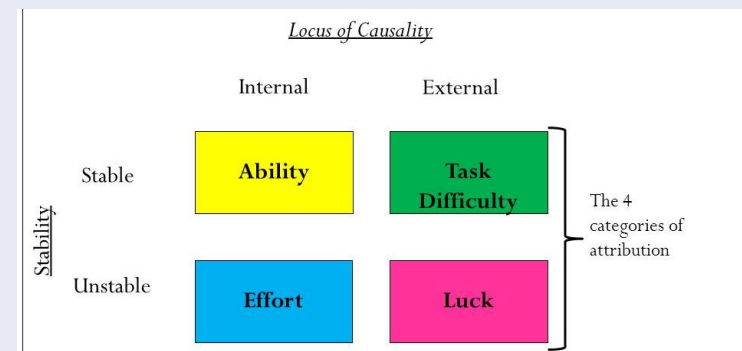 Locus of Causality
Internal External
Stable
Ability
Task
Difficulty
The 4
categories of
attribution
Stability
Unstable
Effort
Luck